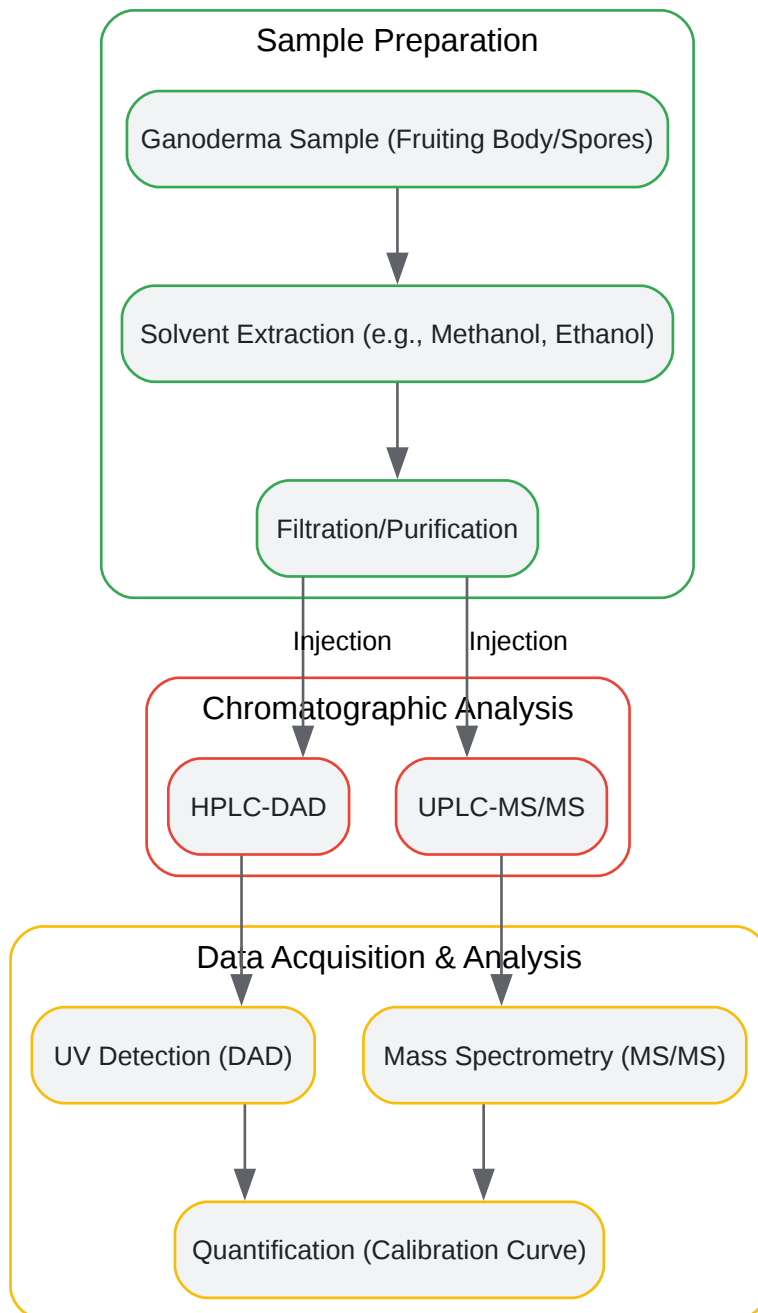 Sample Preparation
Ganoderma Sample (Fruiting Body/Spores)
Solvent Extraction (e.g., Methanol, Ethanol)
Filtration/Purification
Injection
Injection
Chromatographic Analysis
HPLC-DAD
UPLC-MS/MS
Data Acquisition & Analysis
UV Detection (DAD)
Mass Spectrometry (MS/MS)
Quantification (Calibration Curve)